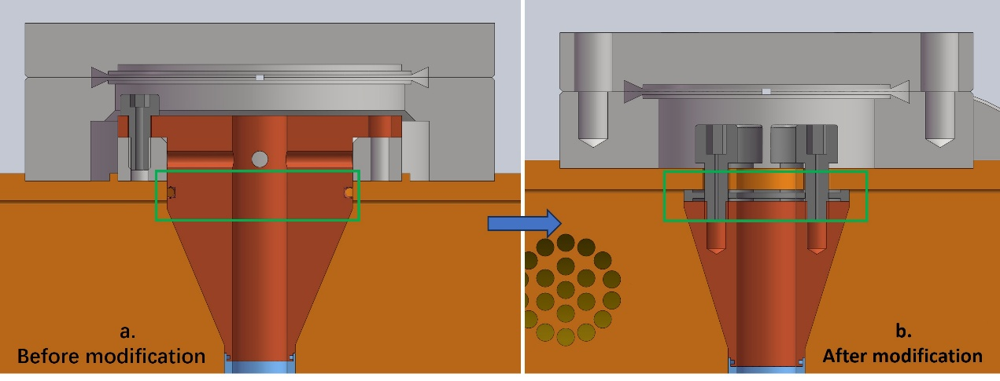 a.
Before modification
b.
After modification